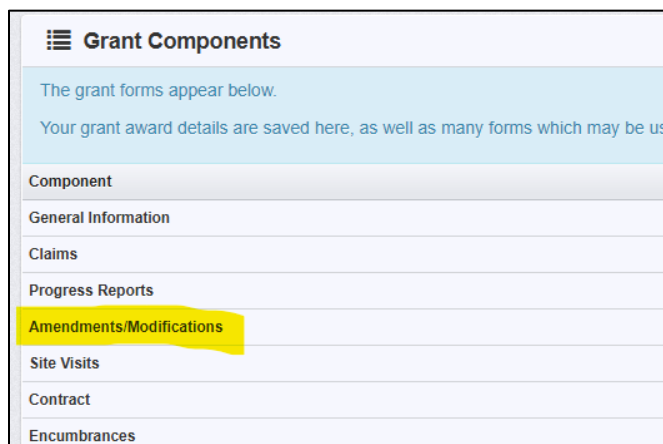 Grant Components
The grant forms appear below.
Your grant award details are saved here, as well as many forms which may be
Component
General Information
Claims
Progress Reports
Amendments/Modifications
Site Visits
Contract
Encumbrances